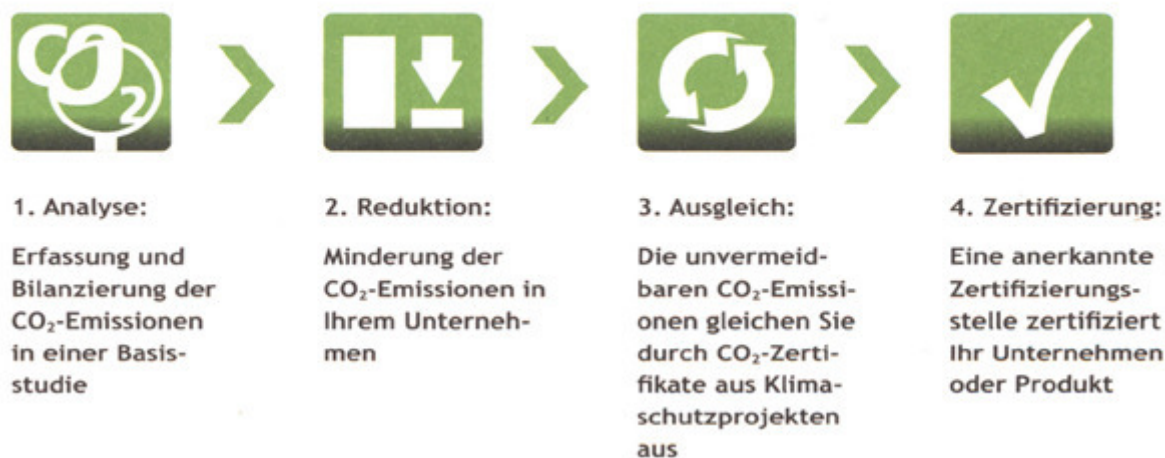 CO2
1. Analyse:
Erfassung und
Bilanzierung der
CO₂-Emissionen
in einer Basis-
studie
2. Reduktion:
Minderung der
CO₂-Emissionen in
Ihrem Unterneh-
men
3. Ausgleich:
Die unvermeid-
baren CO₂-Emissi-
onen gleichen Sie
durch CO₂-Zerti-
fikate aus Klima-
schutzprojekten
aus
4. Zertifizierung:
Eine anerkannte
Zertifizierungs-
stelle zertifiziert
Ihr Unternehmen
oder Produkt